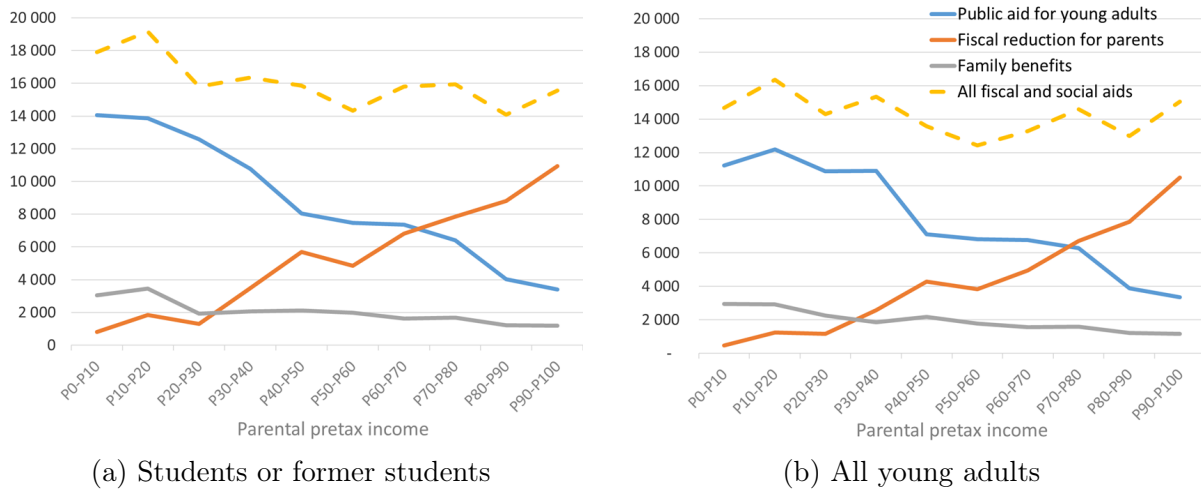 20 000
18 000
16 000
14 000
12 000
10 000
8 000
6 000
4 000
2 000
0
P0-P10
P10-P20
P20-P30
P30-P40
P40-P50
P50-P60
P60-P70
P70-P80
P80-P90
P90-P100
Parental pretax income
(a) Students or former students
20 000
18 000
16 000
14 000
12 000
10 000
8 000
6 000
4 000
2 000
-
Public aid for young adults
Fiscal reduction for parents
Family benefits
All fiscal and social aids
P0-P10
P10-P20
P20-P30
P30-P40
P40-P50
P50-P60
P60-P70
P70-P80
P80-P90
P90-P100
Parental pretax income
(b) All young adults